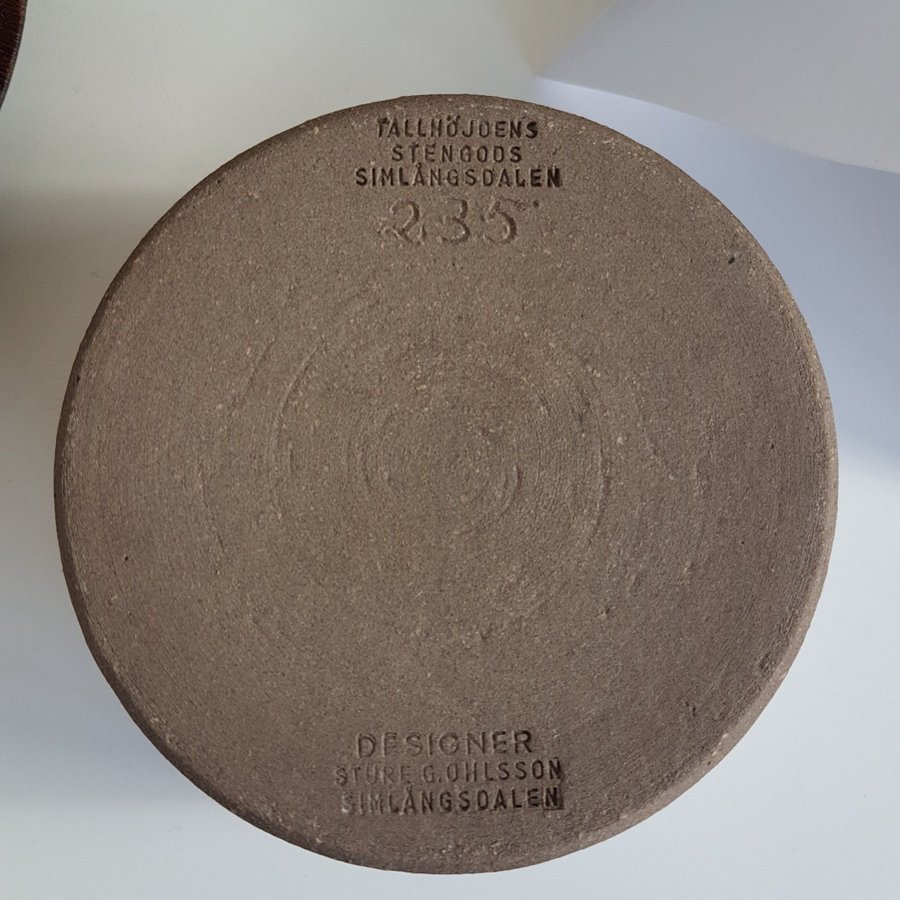 TALLHÖJDENS
STENGODS
SIMLÅNGSDALEN
235
DESIGNER
STURE G. OHLSSON
SIMLÅNGSDALEN